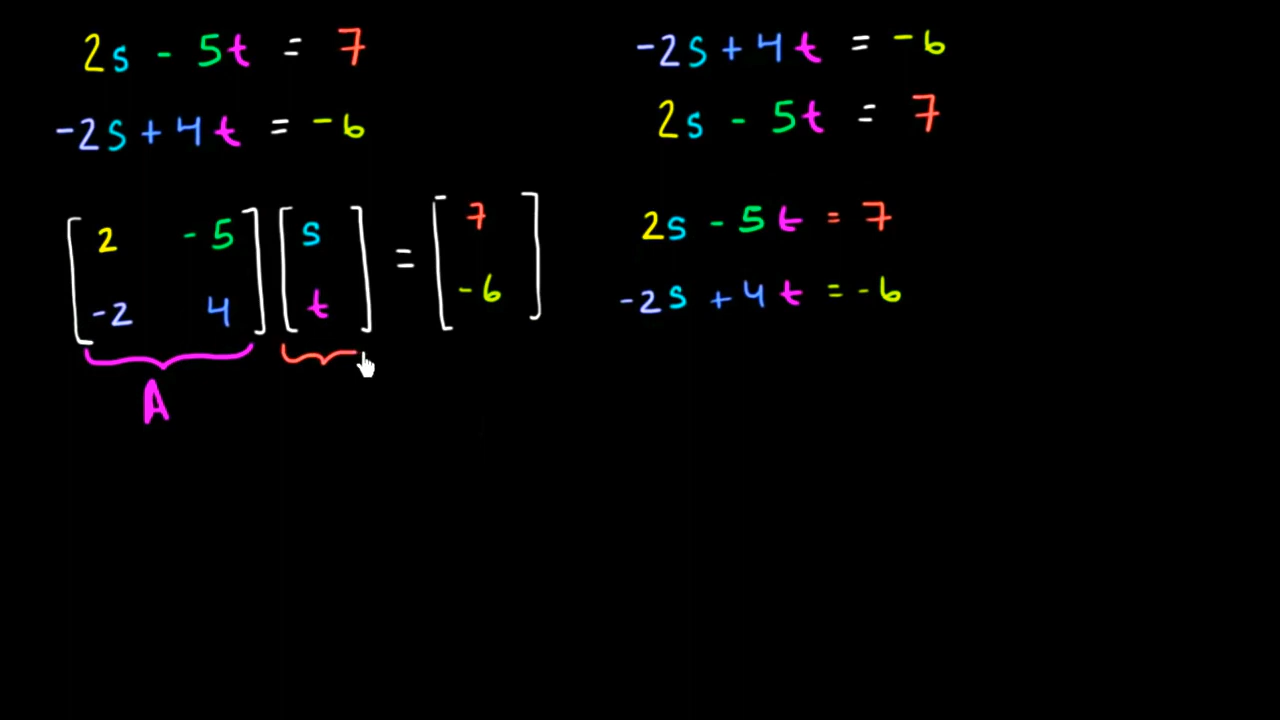 2s - 5t = 7
-2s + 4t = -6
-2s + 4t = -6
2s - 5t = 7
[2 -5] [s] = [7]
[-2 4] [t] [-6]
A
2s - 5t = 7
-2s + 4t = -6